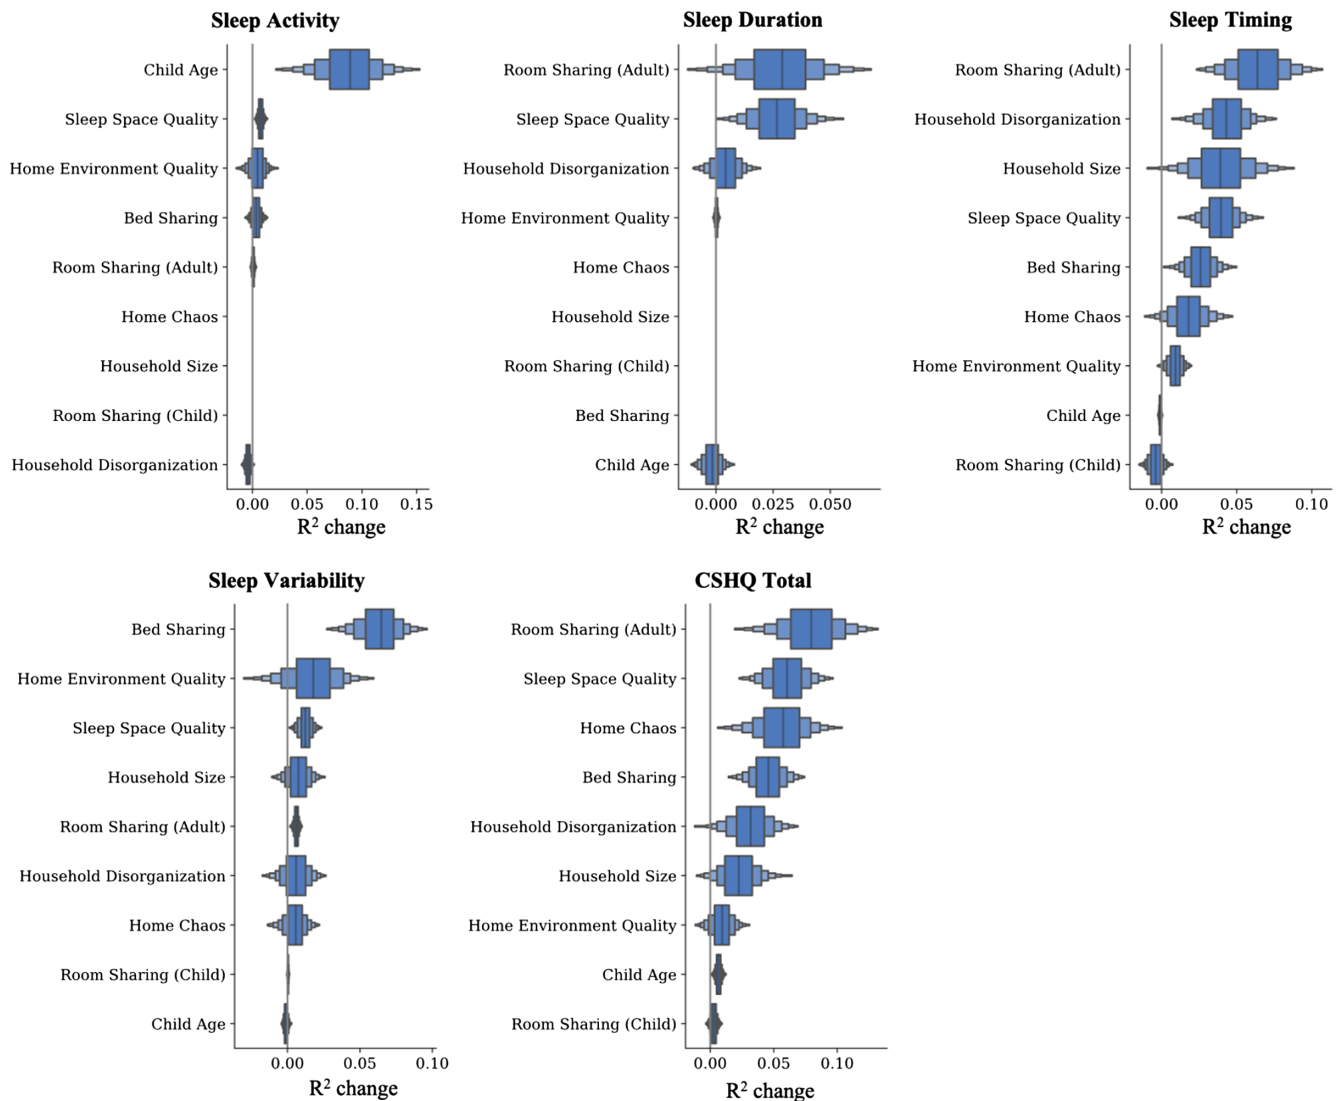 Sleep Activity
Child Age
Sleep Space Quality
Home Environment Quality
Bed Sharing
Room Sharing (Adult)
Home Chaos
Household Size
Room Sharing (Child)
Household Disorganization
0.00 0.05 0.10 0.15
R² change
Sleep Duration
Room Sharing (Adult)
Sleep Space Quality
Household Disorganization
Home Environment Quality
Home Chaos
Household Size
Room Sharing (Child)
Bed Sharing
Child Age
0.000 0.025 0.050
R² change
Sleep Timing
Room Sharing (Adult)
Household Disorganization
Household Size
Sleep Space Quality
Bed Sharing
Home Chaos
Home Environment Quality
Child Age
Room Sharing (Child)
0.00 0.05 0.10
R² change
Sleep Variability
Bed Sharing
Home Environment Quality
Sleep Space Quality
Household Size
Room Sharing (Adult)
Household Disorganization
Home Chaos
Room Sharing (Child)
Child Age
0.00 0.05 0.10
R² change
CSHQ Total
Room Sharing (Adult)
Sleep Space Quality
Home Chaos
Bed Sharing
Household Disorganization
Household Size
Home Environment Quality
Child Age
Room Sharing (Child)
0.00 0.05 0.10
R² change